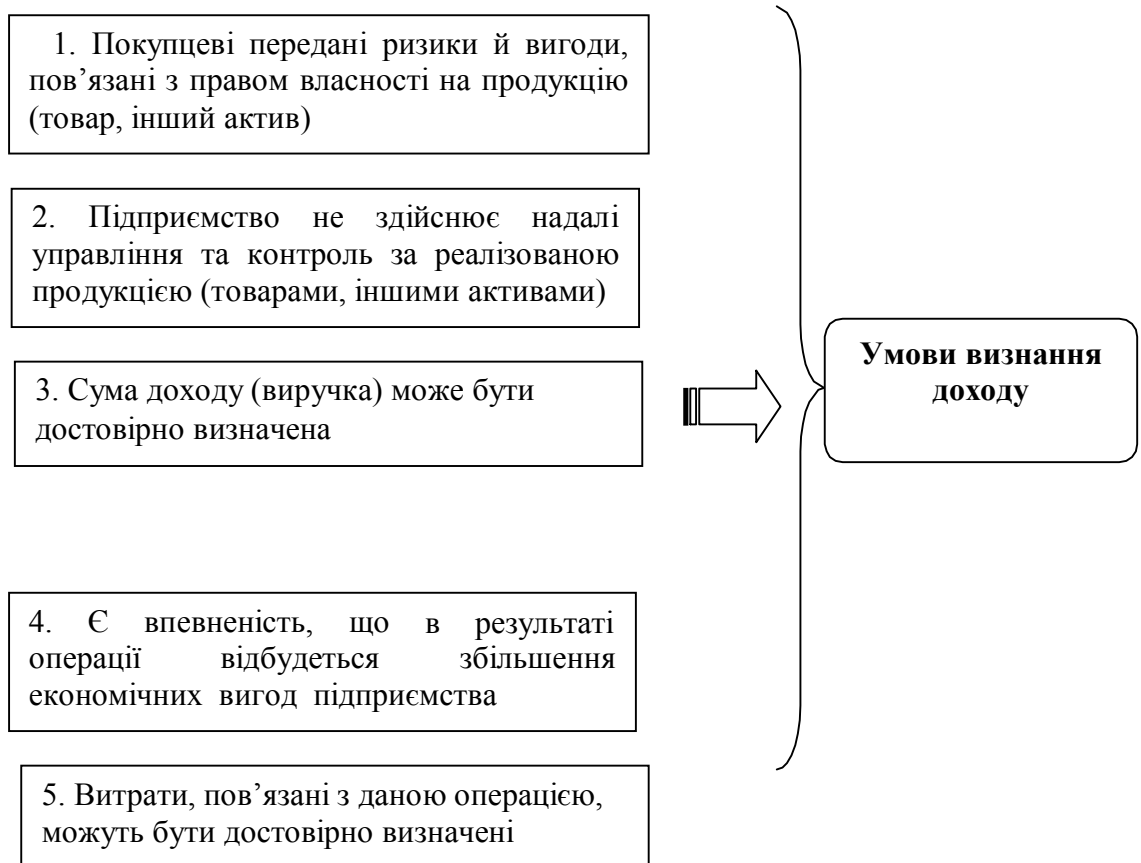 1. Покупцеві передані ризики й вигоди,
пов’язані з правом власності на продукцію
(товар, інший актив)
2. Підприємство не здійснює надалі
управління та контроль за реалізованою
продукцією (товарами, іншими активами)
3. Сума доходу (виручка) може бути
достовірно визначена
4. Є впевненість, що в результаті
операції відбудеться збільшення
економічних вигод підприємства
5. Витрати, пов’язані з даною операцією,
можуть бути достовірно визначені
Умови визнання
доходу